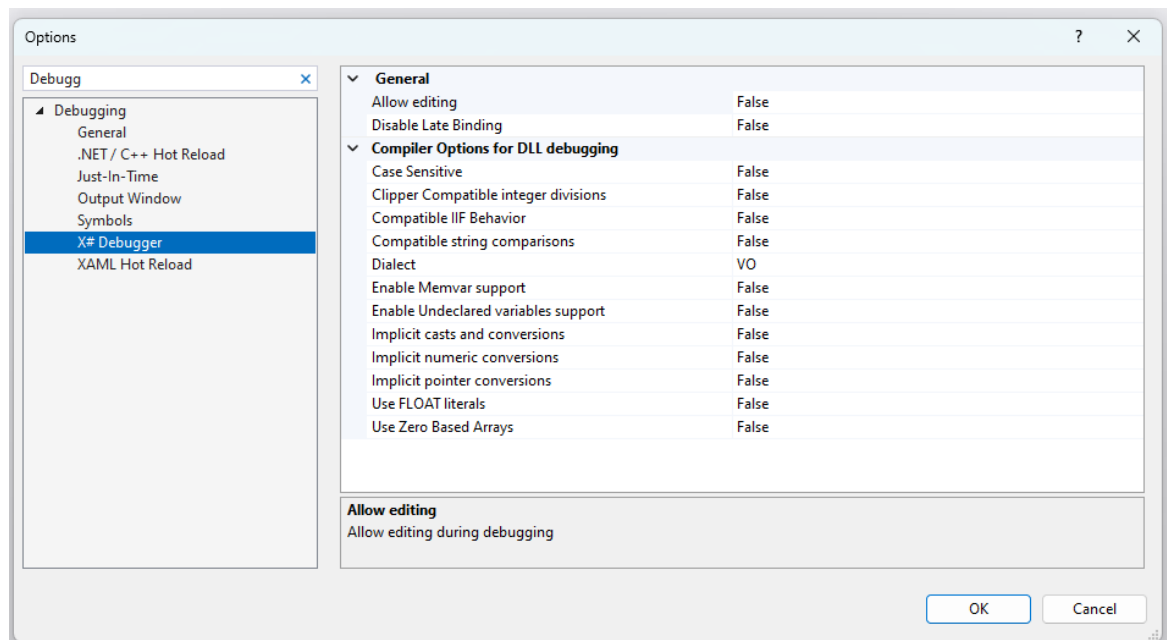 Options
Debugg
Debugging
General
.NET / C++ Hot Reload
Just-In-Time
Output Window
Symbols
X# Debugger
XAML Hot Reload
General
Allow editing False
Disable Late Binding False
Compiler Options for DLL debugging
Case Sensitive False
Clipper Compatible integer divisions False
Compatible IIF Behavior False
Compatible string comparisons False
Dialect VO
Enable Memvar support False
Enable Undeclared variables support False
Implicit casts and conversions False
Implicit numeric conversions False
Implicit pointer conversions False
Use FLOAT literals False
Use Zero Based Arrays False
Allow editing
Allow editing during debugging
OK Cancel